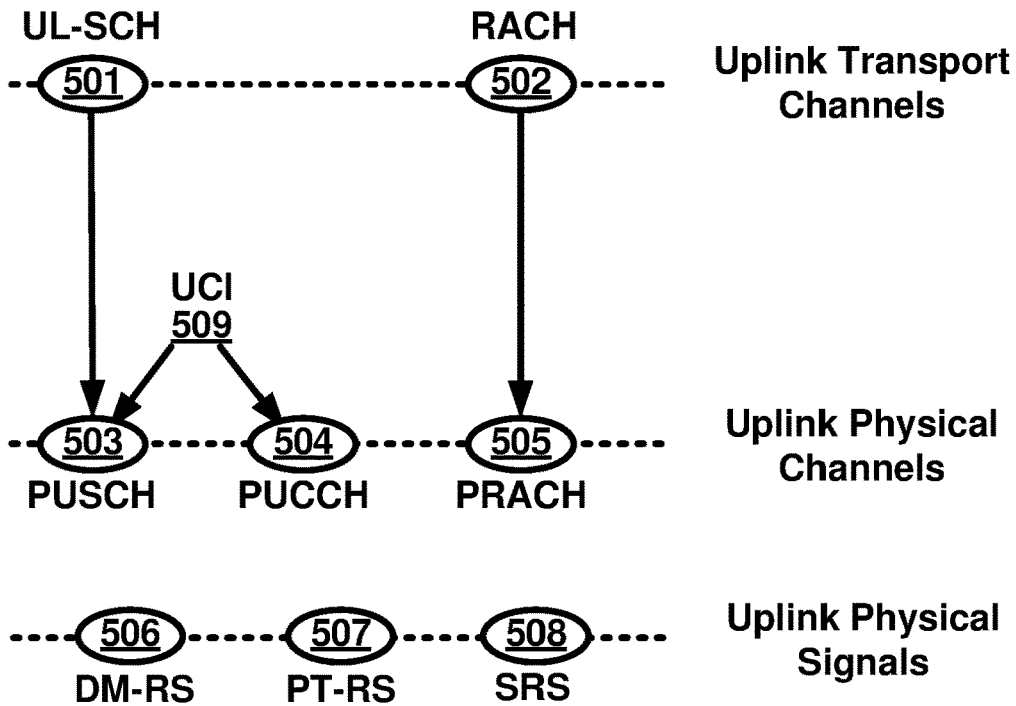 UL-SCH
RACH
501
502
Uplink Transport
Channels
UCI
509
503
504
505
Uplink Physical
Channels
PUSCH
PUCCH
PRACH
506
507
508
Uplink Physical
Signals
DM-RS
PT-RS
SRS